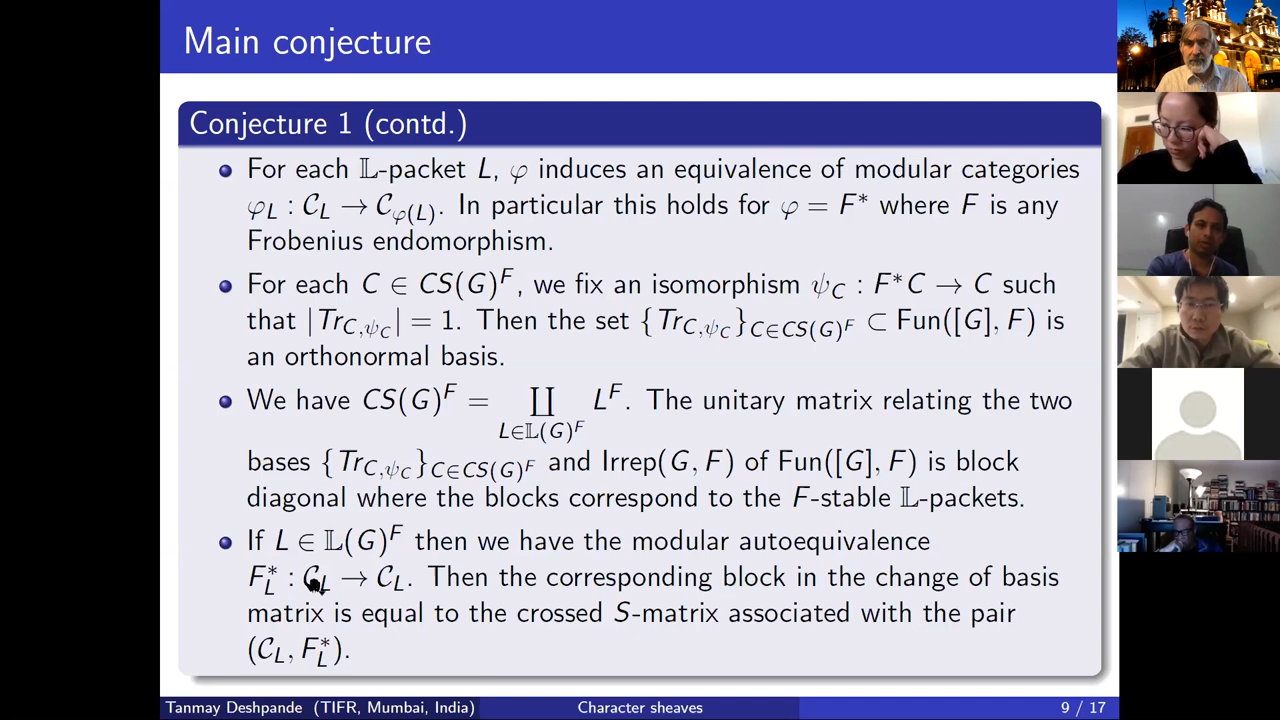 Main conjecture
Conjecture 1 (contd.)
For each 𝕃-packet L, φ induces an equivalence of modular categories
φ_L : 𝒞_L → 𝒞_{φ(L)}. In particular this holds for φ = F* where F is any
Frobenius endomorphism.
For each C ∈ CS(G)^F, we fix an isomorphism ψ_C : F*C → C such
that |Tr_{C,ψ_C}| = 1. Then the set {Tr_{C,ψ_C}}_{C∈CS(G)^F} ⊂ Fun([G], F) is
an orthonormal basis.
We have CS(G)^F = ∐_{L∈𝕃(G)^F} L^F. The unitary matrix relating the two
bases {Tr_{C,ψ_C}}_{C∈CS(G)^F} and Irrep(G, F) of Fun([G], F) is block
diagonal where the blocks correspond to the F-stable 𝕃-packets.
If L ∈ 𝕃(G)^F then we have the modular autoequivalence
F*_L : 𝒞_L → 𝒞_L. Then the corresponding block in the change of basis
matrix is equal to the crossed S-matrix associated with the pair
(𝒞_L, F*_L).
Tanmay Deshpande (TIFR, Mumbai, India)
Character sheaves
9 / 17